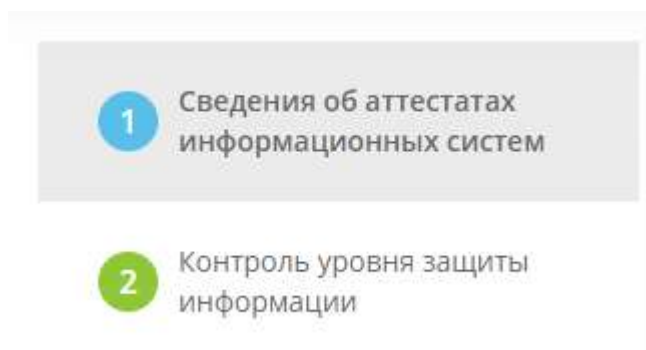 1
Сведения об аттестатах
информационных систем
2
Контроль уровня защиты
информации